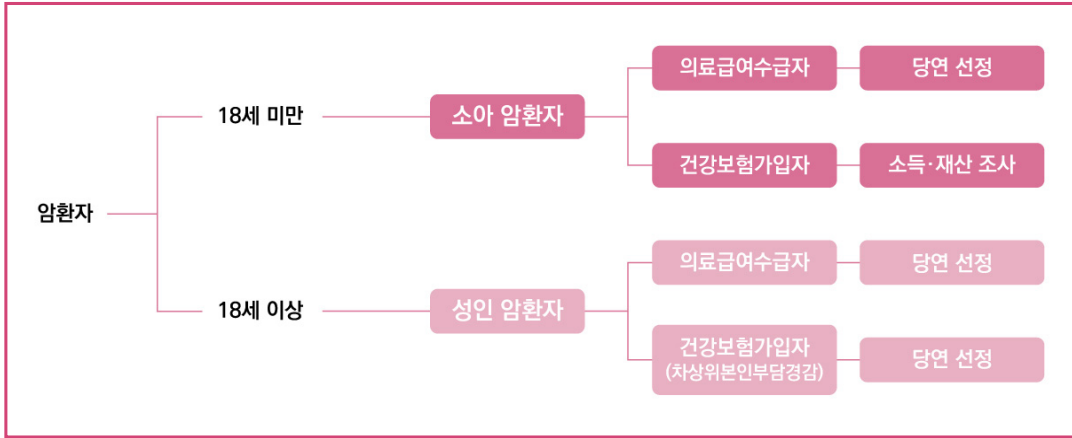 암환자
18세 미만
소아 암환자
의료급여수급자
당연 선정
건강보험가입자
소득·재산 조사
18세 이상
성인 암환자
의료급여수급자
당연 선정
건강보험가입자
(차상위본인부담경감)
당연 선정